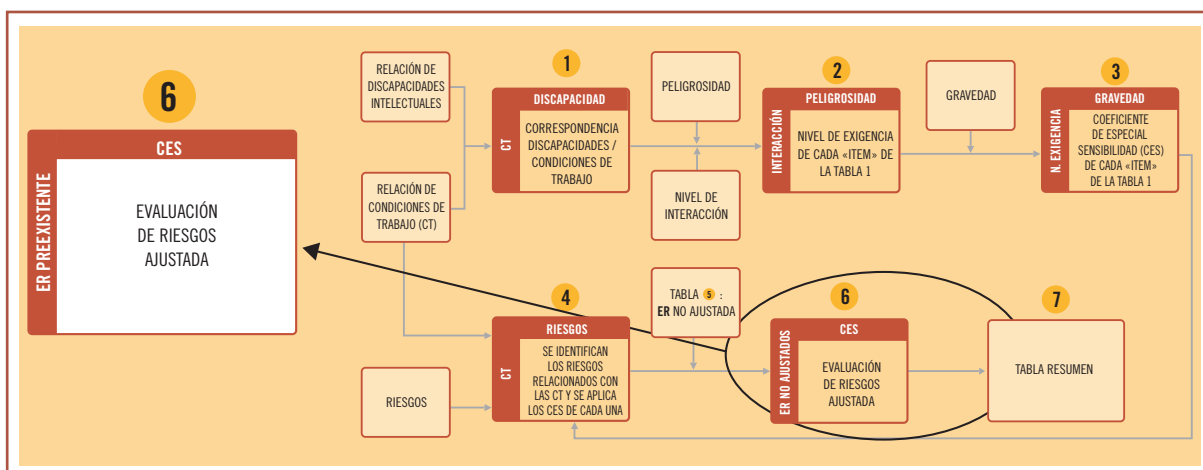 6
CES
ER PREEXISTENTE
EVALUACIÓN
DE RIESGOS
AJUSTADA
RELACIÓN DE
DISCAPACIDADES
INTELECTUALES
RELACIÓN DE
CONDICIONES DE
TRABAJO (CT)
1
DISCAPACIDAD
CT
CORRESPONDENCIA
DISCAPACIDADES /
CONDICIONES DE
TRABAJO
PELIGROSIDAD
NIVEL DE
INTERACCIÓN
2
PELIGROSIDAD
INTERACCIÓN
NIVEL DE EXIGENCIA
DE CADA «ITEM» DE
LA TABLA 1
GRAVEDAD
3
GRAVEDAD
N. EXIGENCIA
COEFICIENTE
DE ESPECIAL
SENSIBILIDAD (CES)
DE CADA «ITEM»
DE LA TABLA 1
RIESGOS
4
RIESGOS
CT
SE IDENTIFICAN
LOS RIESGOS
RELACIONADOS CON
LAS CT Y SE APLICA
LOS CES DE CADA UNA
TABLA 5 :
ER NO AJUSTADA
6
CES
ER NO AJUSTADOS
EVALUACIÓN
DE RIESGOS
AJUSTADA
7
TABLA RESUMEN